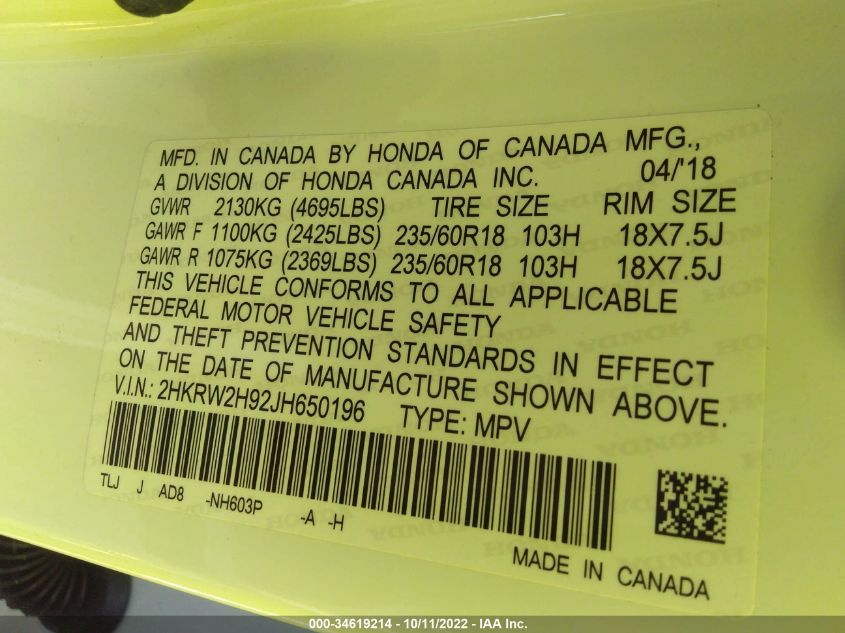 MFD. IN CANADA BY HONDA OF CANADA MFG.,
A DIVISION OF HONDA CANADA INC. 04/'18
GVWR 2130KG (4695LBS) TIRE SIZE RIM SIZE
GAWR F 1100KG (2425LBS) 235/60R18 103H 18X7.5J
GAWR R 1075KG (2369LBS) 235/60R18 103H 18X7.5J
THIS VEHICLE CONFORMS TO ALL APPLICABLE
FEDERAL MOTOR VEHICLE SAFETY
AND THEFT PREVENTION STANDARDS IN EFFECT
ON THE DATE OF MANUFACTURE SHOWN ABOVE.
V.I.N.: 2HKRW2H92JH650196 TYPE: MPV
TLJ J AD8 -NH603P -A -H
MADE IN CANADA
000-34619214 - 10/11/2022 - IAA Inc.